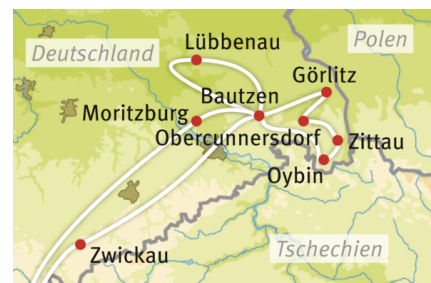 Deutschland
Lübbenau
Polen
Görlitz
Bautzen
Moritzburg
Obercunnersdorf
Zittau
Oybin
Zwickau
Tschechien